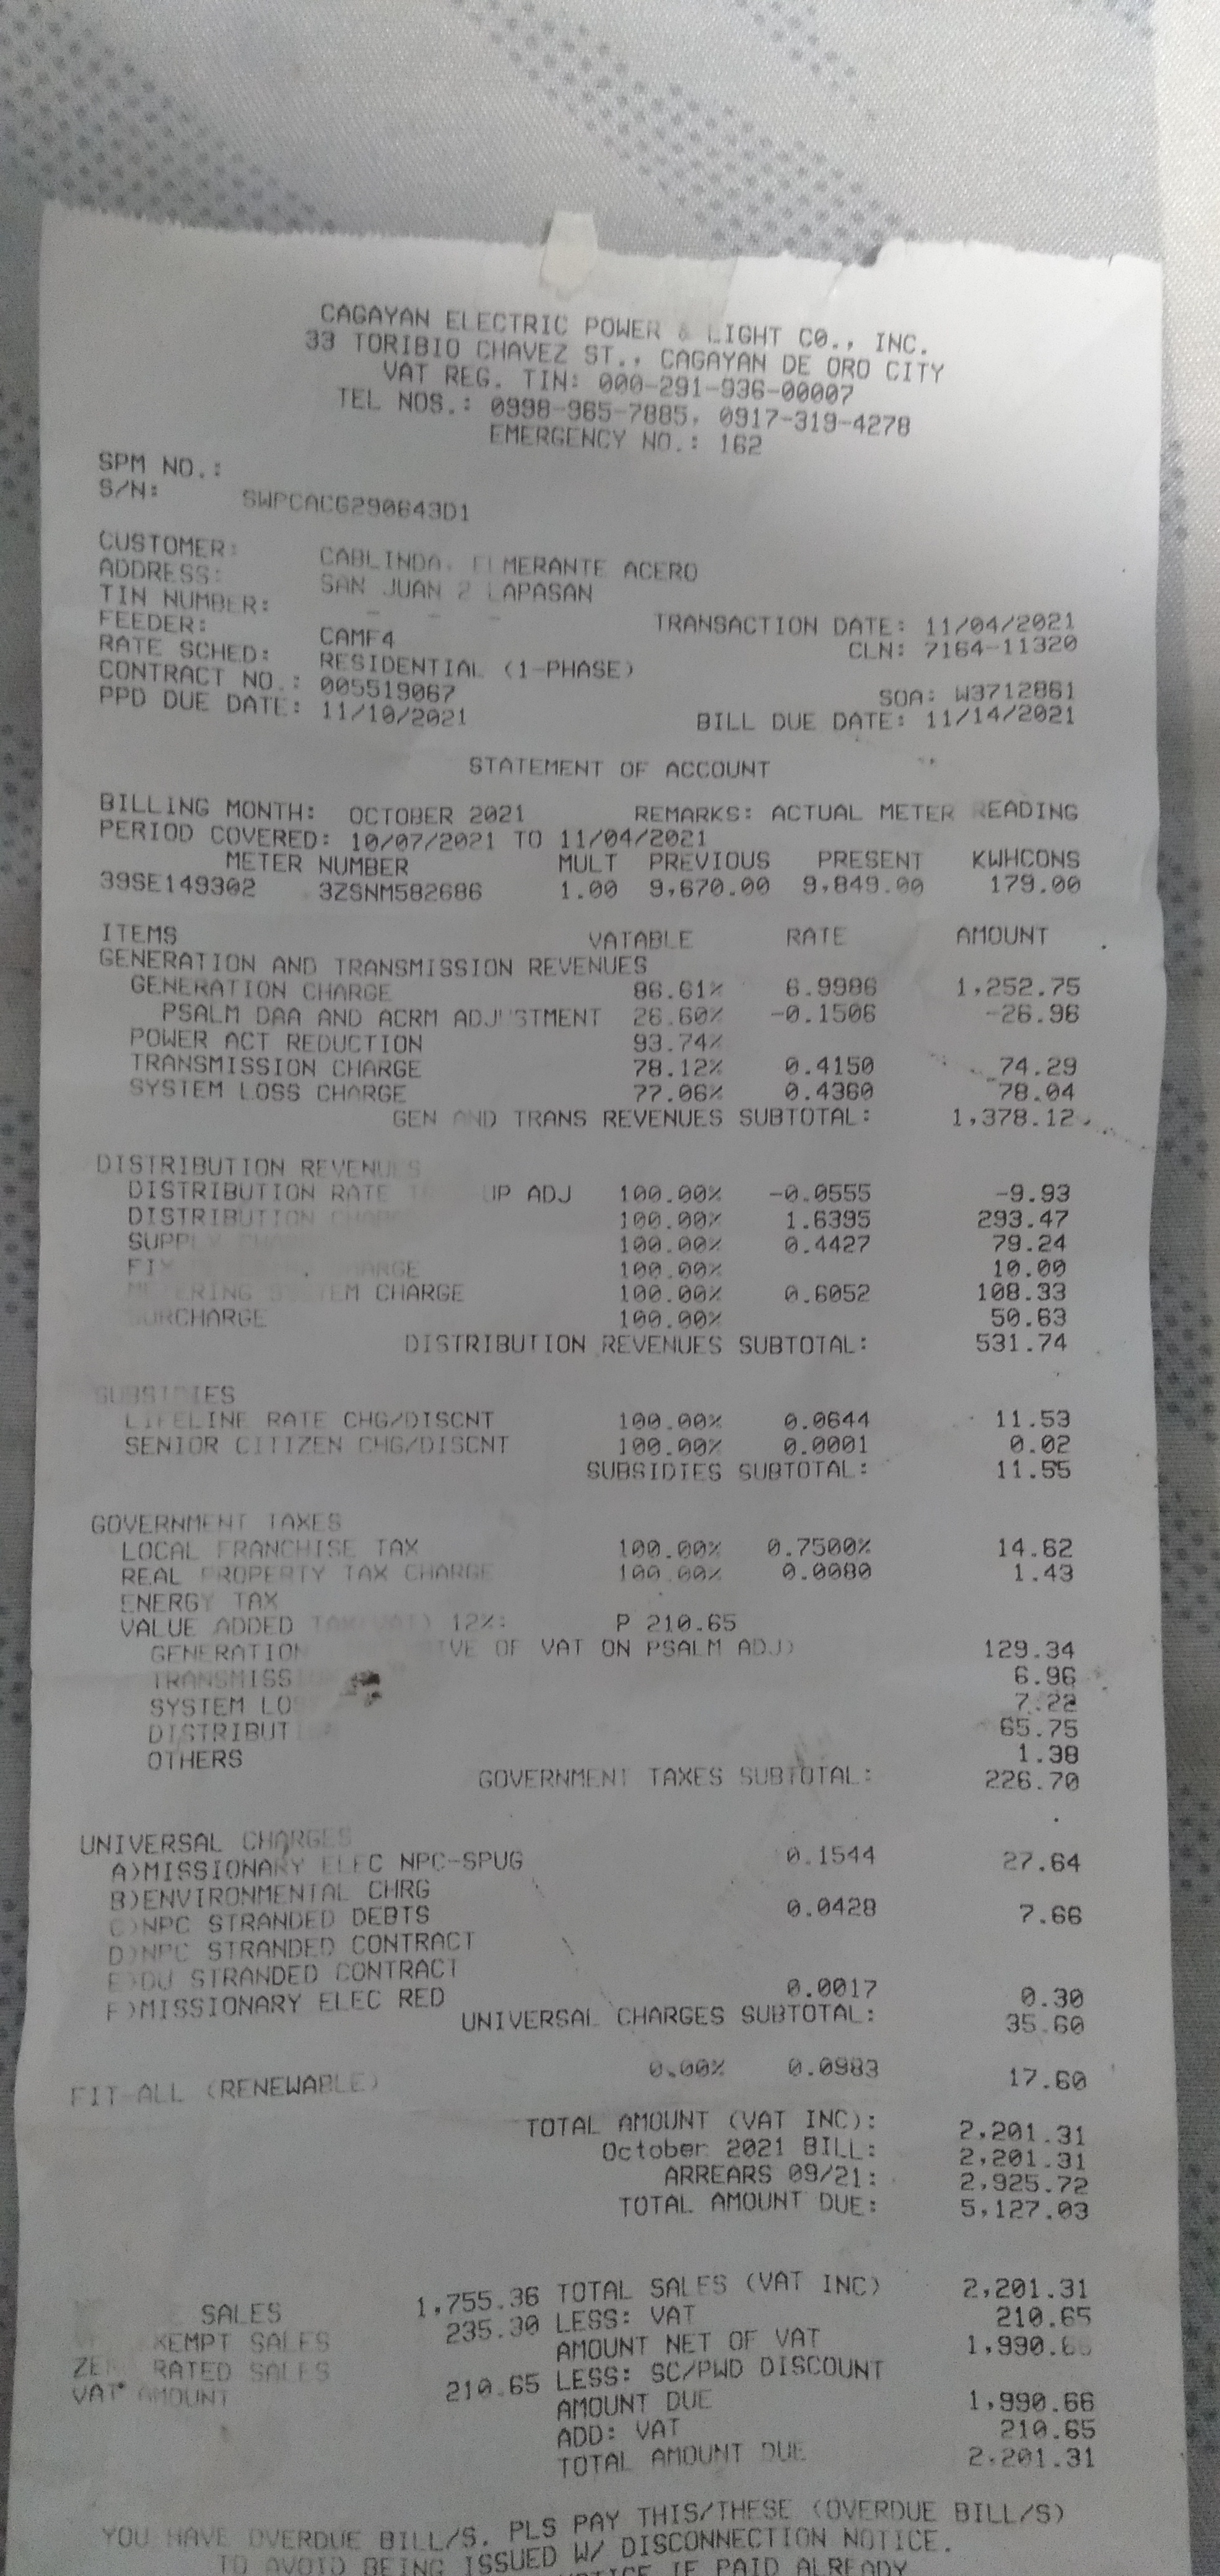 CAGAYAN ELECTRIC POWER & LIGHT CO., INC.
33 TORIBIO CHAVEZ ST., CAGAYAN DE ORO CITY
VAT REG. TIN: 000-291-936-00007
TEL NOS.: 0998-965-7885, 0917-319-4278
EMERGENCY NO.: 162
SPM NO.:
S/N: SWPCACG290643D1
CUSTOMER: CABLINDA, ELMERANTE ACERO
ADDRESS: SAN JUAN 2 LAPASAN
TIN NUMBER: - -
FEEDER: CAMF4 TRANSACTION DATE: 11/04/2021
RATE SCHED: RESIDENTIAL (1-PHASE) CLN: 7164-11320
CONTRACT NO.: 005519067 SOA: W3712861
PPD DUE DATE: 11/10/2021 BILL DUE DATE: 11/14/2021
STATEMENT OF ACCOUNT
BILLING MONTH: OCTOBER 2021 REMARKS: ACTUAL METER READING
PERIOD COVERED: 10/07/2021 TO 11/04/2021
METER NUMBER MULT PREVIOUS PRESENT KWHCONS
39SE149302 3ZSNM582686 1.00 9,670.00 9,849.00 179.00
ITEMS VATABLE RATE AMOUNT
GENERATION AND TRANSMISSION REVENUES
GENERATION CHARGE 86.61% 6.9986 1,252.75
PSALM DAA AND ACRM ADJUSTMENT 26.60% -0.1506 -26.96
POWER ACT REDUCTION 93.74%
TRANSMISSION CHARGE 78.12% 0.4150 74.29
SYSTEM LOSS CHARGE 77.06% 0.4360 78.04
GEN AND TRANS REVENUES SUBTOTAL: 1,378.12
DISTRIBUTION REVENUES
DISTRIBUTION RATE UP ADJ 100.00% -0.0555 -9.93
DISTRIBUTION CHARGE 100.00% 1.6395 293.47
SUPPLY 100.00% 0.4427 79.24
CHARGE 100.00% 10.00
METERING SYSTEM CHARGE 100.00% 0.6052 108.33
SURCHARGE 100.00% 50.63
DISTRIBUTION REVENUES SUBTOTAL: 531.74
SUBSIDIES
LIFELINE RATE CHG/DISCNT 100.00% 0.0644 11.53
SENIOR CITIZEN CHG/DISCNT 100.00% 0.0001 0.02
SUBSIDIES SUBTOTAL: 11.55
GOVERNMENT TAXES
LOCAL FRANCHISE TAX 100.00% 0.7500% 14.62
REAL PROPERTY TAX CHARGE 100.00% 0.0080 1.43
ENERGY TAX
VALUE ADDED TAX(VAT) 12%: P 210.65
GENERATION OF VAT ON PSALM ADJ) 129.34
TRANSMISS 6.96
SYSTEM LO 7.22
DISTRIBUT 65.75
OTHERS 1.38
GOVERNMENT TAXES SUBTOTAL: 226.70
UNIVERSAL CHARGES
A)MISSIONARY ELEC NPC-SPUG 0.1544 27.64
B)ENVIRONMENTAL CHRG
C)NPC STRANDED DEBTS 0.0428 7.66
D)NPC STRANDED CONTRACT
E)DU STRANDED CONTRACT
F)MISSIONARY ELEC RED 0.0017 0.30
UNIVERSAL CHARGES SUBTOTAL: 35.60
FIT-ALL (RENEWABLE) 0.00% 0.0983 17.60
TOTAL AMOUNT (VAT INC): 2,201.31
October 2021 BILL: 2,201.31
ARREARS 09/21: 2,925.72
TOTAL AMOUNT DUE: 5,127.03
SALES 1,755.36 TOTAL SALES (VAT INC) 2,201.31
EXEMPT SALES 235.30 LESS: VAT 210.65
ZERO RATED SALES AMOUNT NET OF VAT 1,990.66
VAT AMOUNT 210.65 LESS: SC/PWD DISCOUNT
AMOUNT DUE 1,990.66
ADD: VAT 210.65
TOTAL AMOUNT DUE 2,201.31
YOU HAVE OVERDUE BILL/S. PLS PAY THIS/THESE (OVERDUE BILL/S)
TO AVOID BEING ISSUED W/ DISCONNECTION NOTICE.
NOTICE IF PAID ALREADY